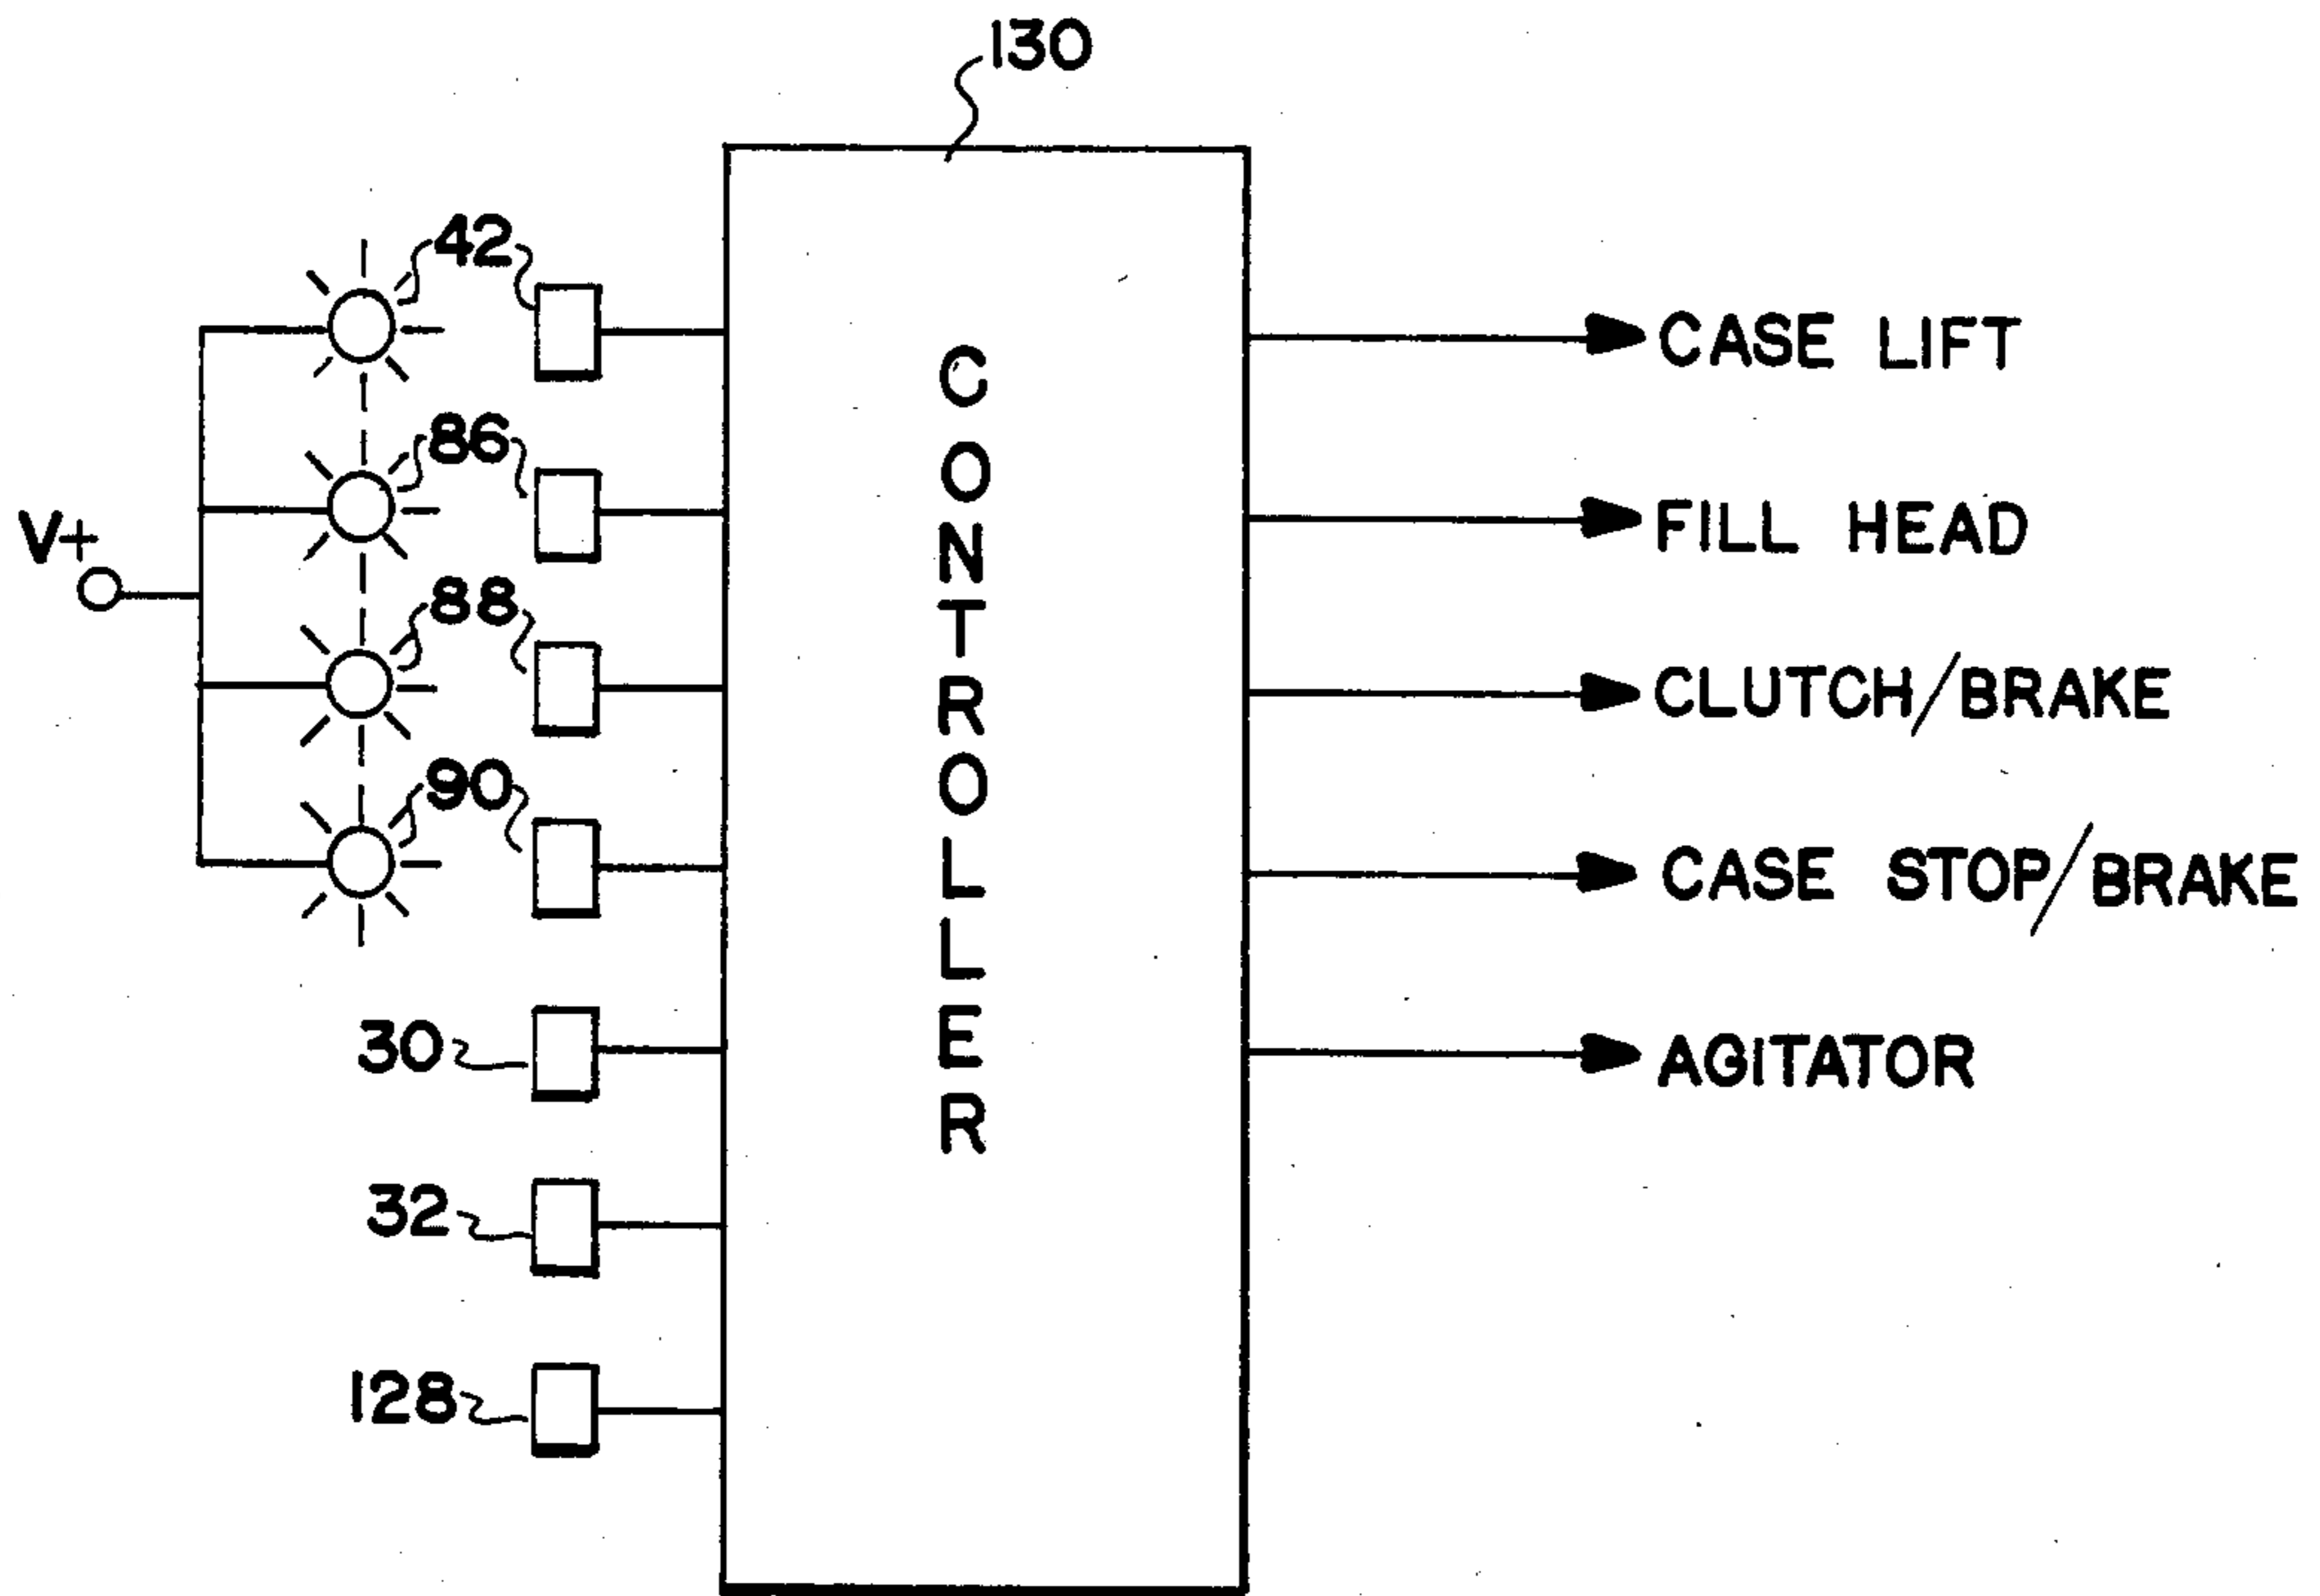 130
42
86
V+
88
90
30
32
128
CONTROLLER
CASE LIFT
FILL HEAD
CLUTCH/BRAKE
CASE STOP/BRAKE
AGITATOR